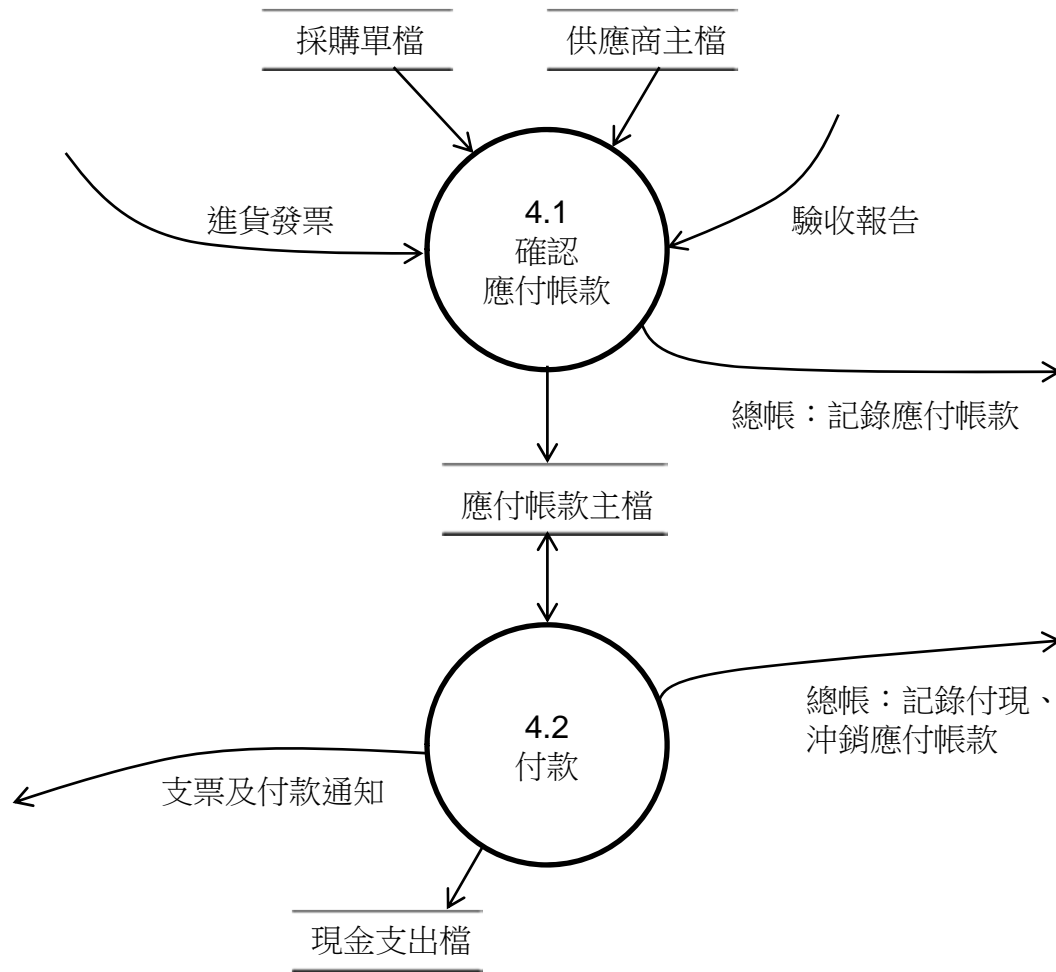 採購單檔
供應商主檔
進貨發票
4.1
確認
應付帳款
驗收報告
總帳：記錄應付帳款
應付帳款主檔
4.2
付款
總帳：記錄付現、
沖銷應付帳款
支票及付款通知
現金支出檔